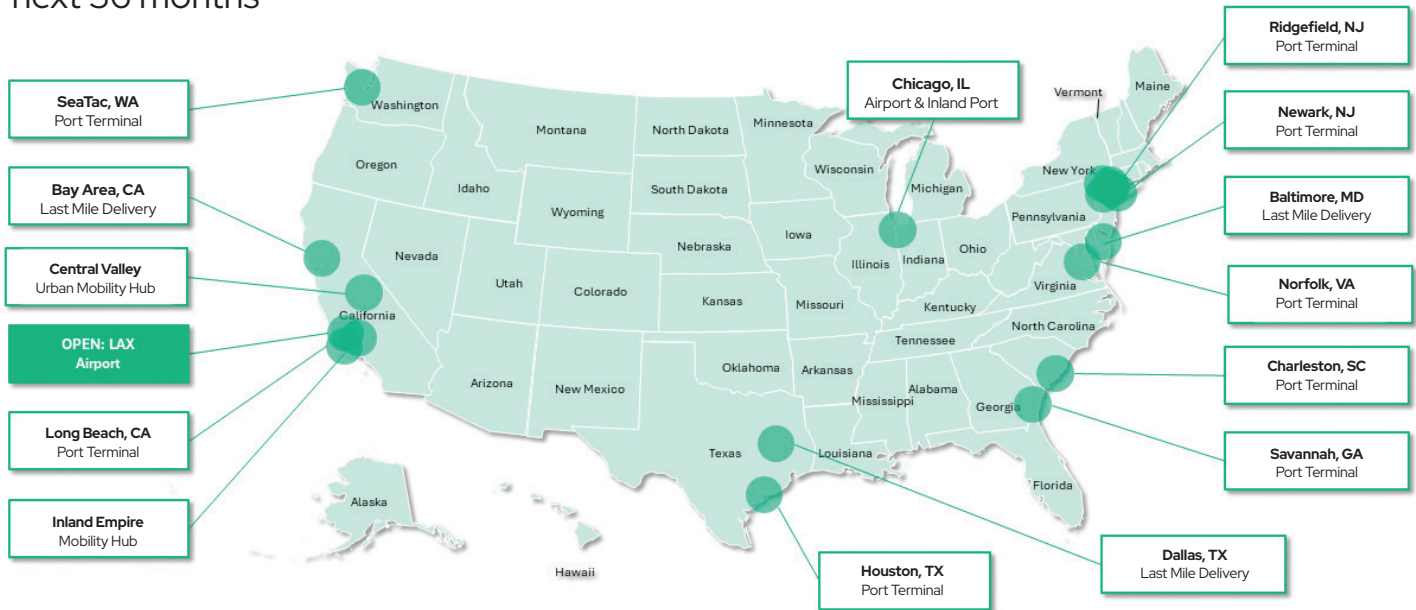 next 36 months
Ridgefield, NJ
Port Terminal
Chicago, IL
Airport & Inland Port
SeaTac, WA
Port Terminal
Newark, NJ
Port Terminal
Bay Area, CA
Last Mile Delivery
Baltimore, MD
Last Mile Delivery
Central Valley
Urban Mobility Hub
Norfolk, VA
Port Terminal
OPEN: LAX
Airport
Charleston, SC
Port Terminal
Long Beach, CA
Port Terminal
Savannah, GA
Port Terminal
Inland Empire
Mobility Hub
Houston, TX
Port Terminal
Dallas, TX
Last Mile Delivery
Washington
Oregon
Idaho
Montana
North Dakota
Minnesota
South Dakota
Wyoming
Wisconsin
Michigan
Vermont
Maine
New York
Pennsylvania
Iowa
Nebraska
Nevada
Utah
Colorado
Kansas
Missouri
Illinois
Indiana
Ohio
Kentucky
Virginia
California
North Carolina
Tennessee
Arizona
New Mexico
Oklahoma
Arkansas
Mississippi
Alabama
Georgia
Texas
Louisiana
Florida
Alaska
Hawaii